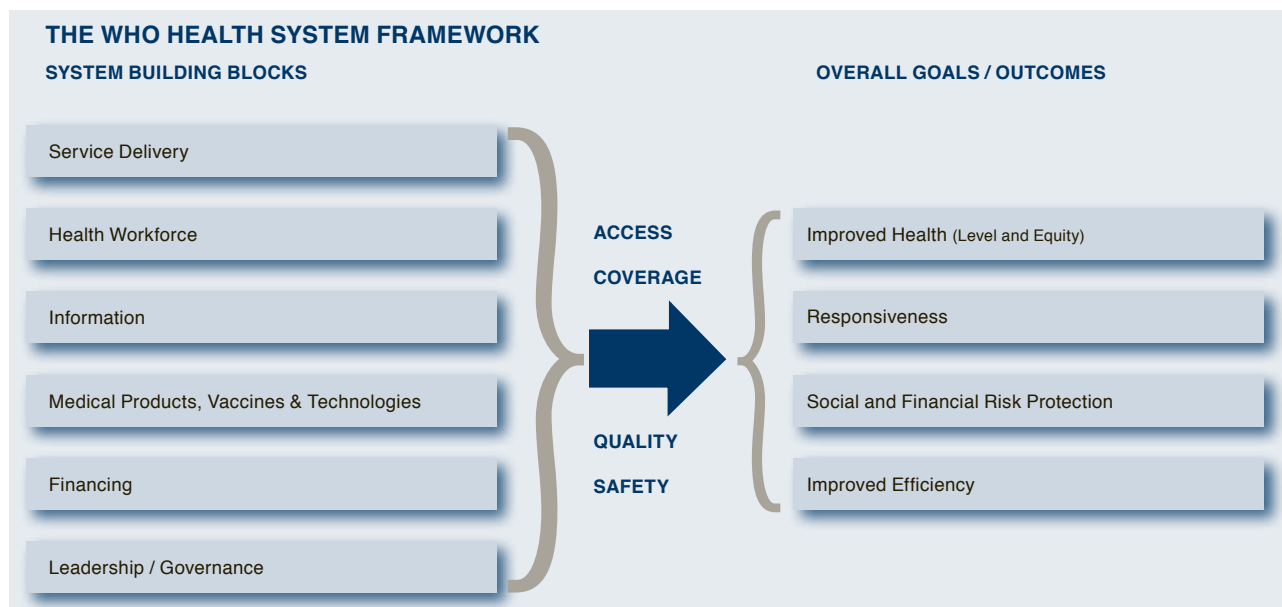 THE WHO HEALTH SYSTEM FRAMEWORK
SYSTEM BUILDING BLOCKS
OVERALL GOALS / OUTCOMES
Service Delivery
Health Workforce
Information
Medical Products, Vaccines & Technologies
Financing
Leadership / Governance
ACCESS
COVERAGE
QUALITY
SAFETY
Improved Health (Level and Equity)
Responsiveness
Social and Financial Risk Protection
Improved Efficiency